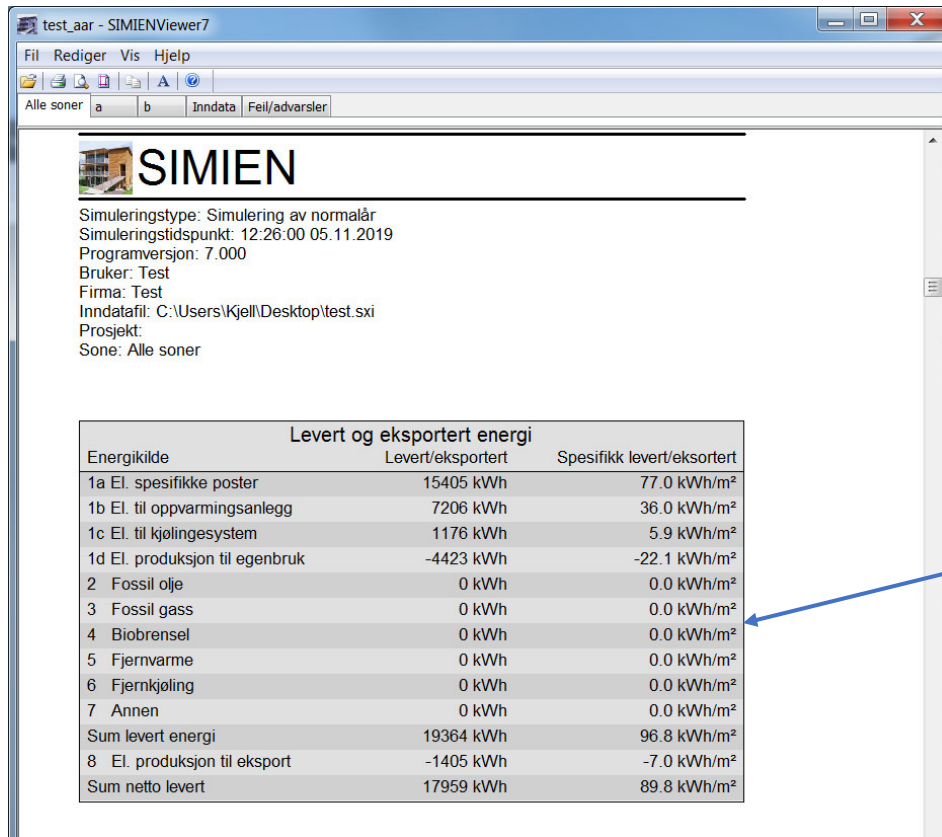 test_aar - SIMIENViewer7
Fil Rediger Vis Hjelp
A
Alle soner a b Inndata Feil/advarsler
SIMIEN
Simuleringstype: Simulering av normalår
Simuleringstidspunkt: 12:26:00 05.11.2019
Programversjon: 7.000
Bruker: Test
Firma: Test
Inndatafil: C:\Users\Kjell\Desktop\test.sxi
Prosjekt:
Sone: Alle soner
Levert og eksportert energi
Energikilde Levert/eksportert Spesifikk levert/eksortert
1a El. spesifikke poster 15405 kWh 77.0 kWh/m²
1b El. til oppvarmingsanlegg 7206 kWh 36.0 kWh/m²
1c El. til kjølingesystem 1176 kWh 5.9 kWh/m²
1d El. produksjon til egenbruk -4423 kWh -22.1 kWh/m²
2 Fossil olje 0 kWh 0.0 kWh/m²
3 Fossil gass 0 kWh 0.0 kWh/m²
4 Biobrensel 0 kWh 0.0 kWh/m²
5 Fjernvarme 0 kWh 0.0 kWh/m²
6 Fjernkjøling 0 kWh 0.0 kWh/m²
7 Annen 0 kWh 0.0 kWh/m²
Sum levert energi 19364 kWh 96.8 kWh/m²
8 El. produksjon til eksport -1405 kWh -7.0 kWh/m²
Sum netto levert 17959 kWh 89.8 kWh/m²